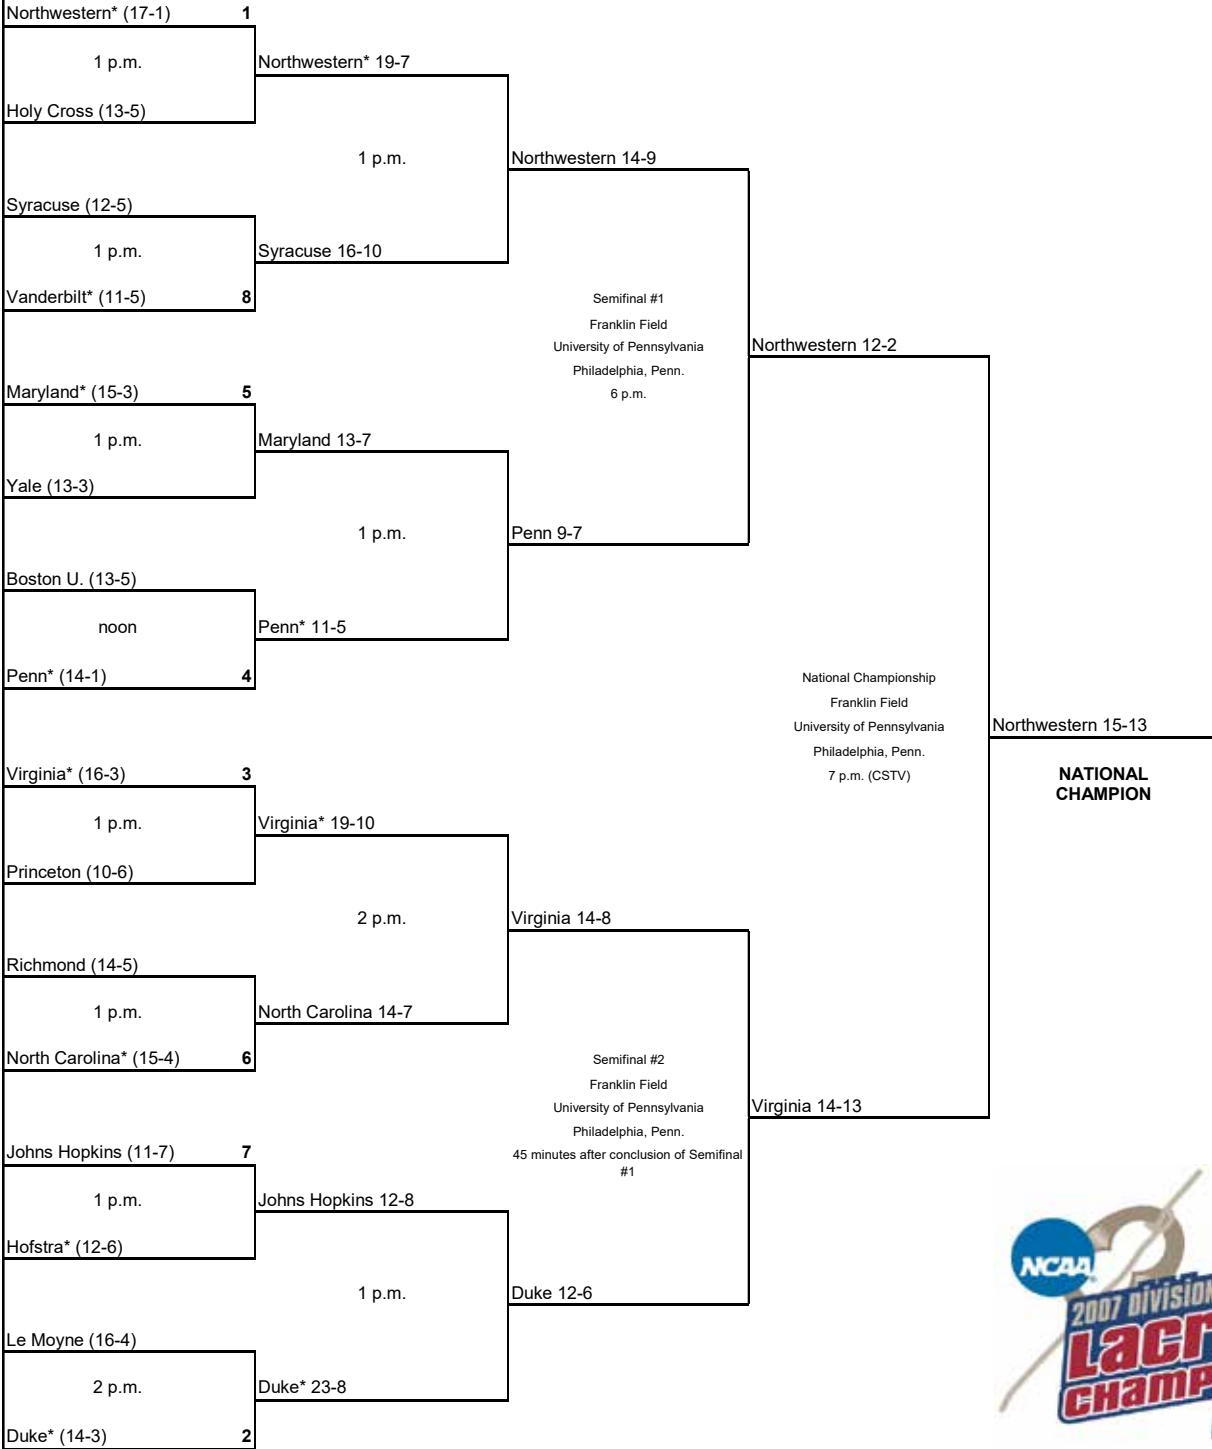 Northwestern* (17-1) 1
1 p.m.
Northwestern* 19-7
Holy Cross (13-5)
1 p.m.
Northwestern 14-9
Syracuse (12-5)
1 p.m.
Syracuse 16-10
Vanderbilt* (11-5) 8
Semifinal #1
Franklin Field
University of Pennsylvania
Philadelphia, Penn.
6 p.m.
Northwestern 12-2
Maryland* (15-3) 5
1 p.m.
Maryland 13-7
Yale (13-3)
1 p.m.
Penn 9-7
Boston U. (13-5)
noon
Penn* 11-5
Penn* (14-1) 4
National Championship
Franklin Field
University of Pennsylvania
Philadelphia, Penn.
7 p.m. (CSTV)
Northwestern 15-13
NATIONAL
CHAMPION
Virginia* (16-3) 3
1 p.m.
Virginia* 19-10
Princeton (10-6)
2 p.m.
Virginia 14-8
Richmond (14-5)
1 p.m.
North Carolina 14-7
North Carolina* (15-4) 6
Semifinal #2
Franklin Field
University of Pennsylvania
Philadelphia, Penn.
45 minutes after conclusion of Semifinal
#1
Virginia 14-13
Johns Hopkins (11-7) 7
1 p.m.
Johns Hopkins 12-8
Hofstra* (12-6)
1 p.m.
Duke 12-6
Le Moyne (16-4)
2 p.m.
Duke* 23-8
Duke* (14-3) 2
NCAA
2007 DIVISION